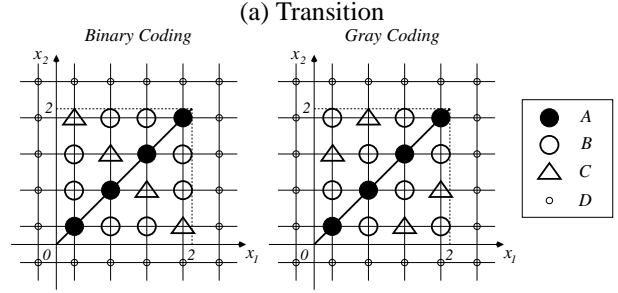 (a) Transition
Binary Coding
x2
2
0
2
x1
Gray Coding
x2
2
0
2
x1
A
B
C
D